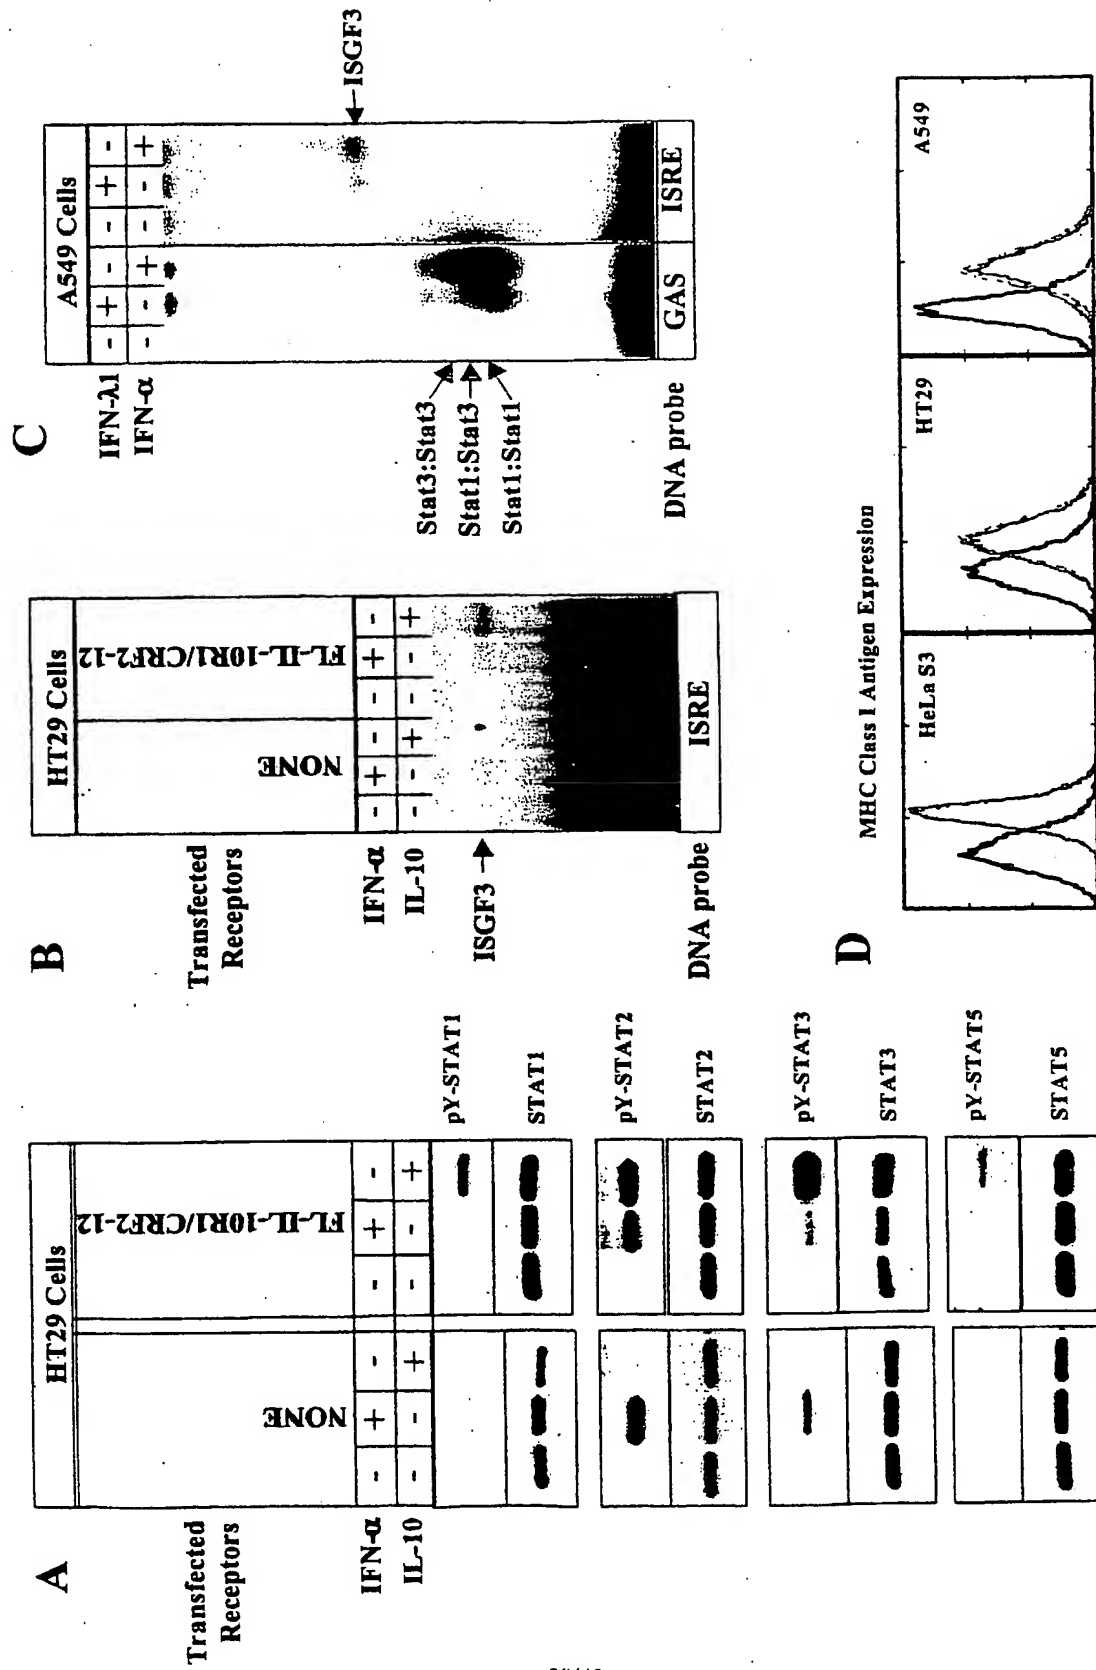 A
HT29 Cells
Transfected Receptors
NONE
FL-IL-10R1/CRF2-12
IFN-α - + - - + -
IL-10 - - + - - +
pY-STAT1
STAT1
pY-STAT2
STAT2
pY-STAT3
STAT3
pY-STAT5
STAT5
B
HT29 Cells
Transfected Receptors
NONE
FL-IL-10R1/CRF2-12
IFN-α - + - - + -
IL-10 - - + - - +
ISGF3
DNA probe
ISRE
C
A549 Cells
IFN-λ1 - + - - + -
IFN-α - - + - - +
ISGF3
Stat3:Stat3
Stat1:Stat3
Stat1:Stat1
DNA probe
GAS
ISRE
D
MHC Class I Antigen Expression
HeLa S3
HT29
A549